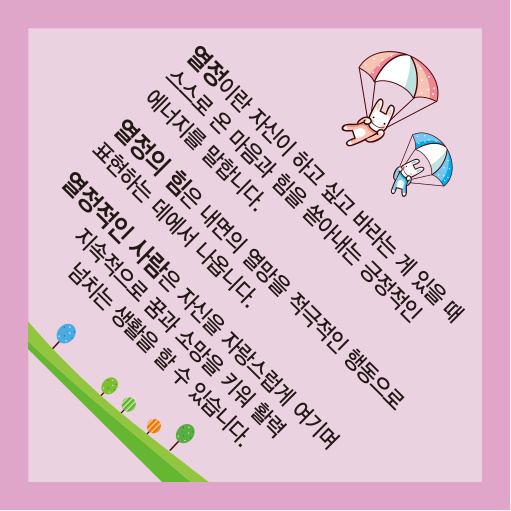 열정이란 자신이 하고 싶고 바라는 게 있을 때
스스로 온 마음과 힘을 쏟아내는 긍정적인
에너지를 말합니다.
열정의 힘은 내면의 열망을 적극적인 행동으로
표현하는 데에서 나옵니다.
열정적인 사람은 자신을 자랑스럽게 여기며
지속적으로 꿈과 소망을 키워 활력
넘치는 생활을 할 수 있습니다.